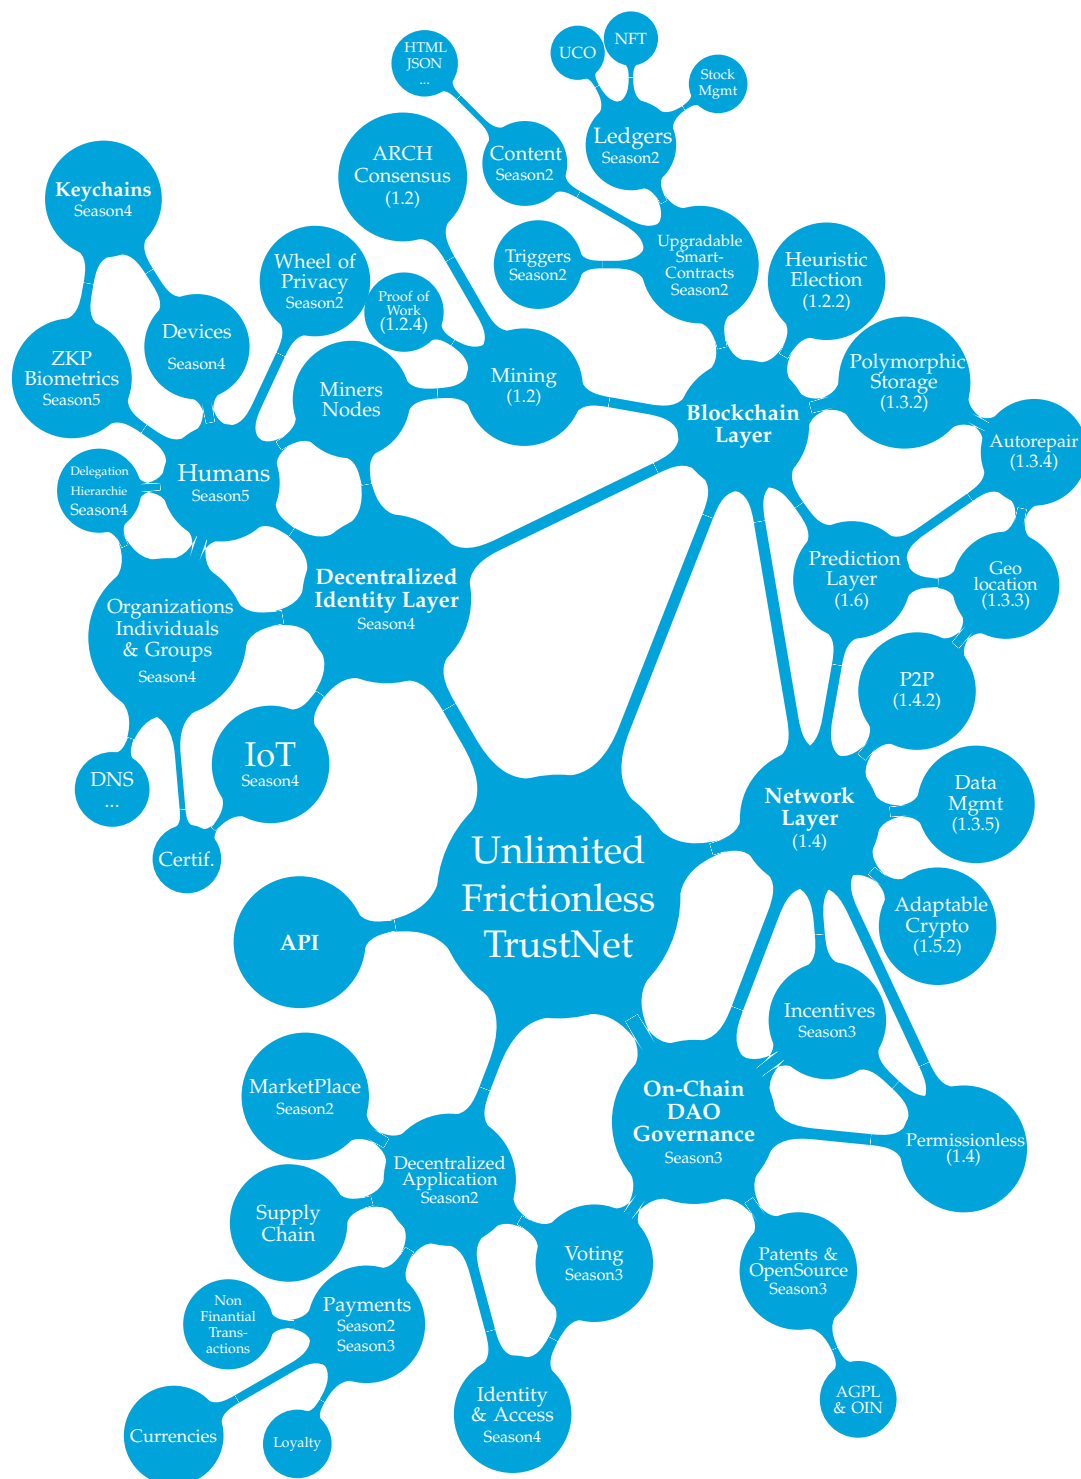 HTML
JSON
...
UCO
NFT
Stock
Mgmt
Ledgers
Season2
Content
Season2
ARCH
Consensus
(1.2)
Keychains
Season4
Wheel of
Privacy
Season2
Triggers
Season2
Upgradable
Smart-
Contracts
Season2
Heuristic
Election
(1.2.2)
Proof of
Work
(1.2.4)
Devices
Season4
ZKP
Biometrics
Season5
Miners
Nodes
Mining
(1.2)
Polymorphic
Storage
(1.3.2)
Blockchain
Layer
Autorepair
(1.3.4)
Delegation
Hierarchie
Season4
Humans
Season5
Prediction
Layer
(1.6)
Geo
location
(1.3.3)
Decentralized
Identity Layer
Season4
Organizations
Individuals
& Groups
Season4
P2P
(1.4.2)
IoT
Season4
DNS
...
Network
Layer
(1.4)
Data
Mgmt
(1.3.5)
Certif.
Unlimited
Frictionless
TrustNet
API
Adaptable
Crypto
(1.5.2)
Incentives
Season3
MarketPlace
Season2
On-Chain
DAO
Governance
Season3
Permissionless
(1.4)
Decentralized
Application
Season2
Supply
Chain
Voting
Season3
Patents &
OpenSource
Season3
Non
Finantial
Trans-
actions
Payments
Season2
Season3
Identity
& Access
Season4
AGPL
& OIN
Currencies
Loyalty